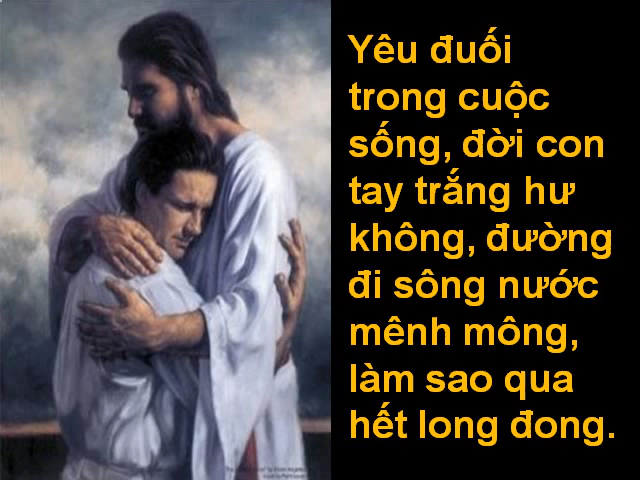 Yêu đuối
trong cuộc
sống, đời con
tay trắng hư
không, đường
đi sông nước
mênh mông,
làm sao qua
hết long đong.